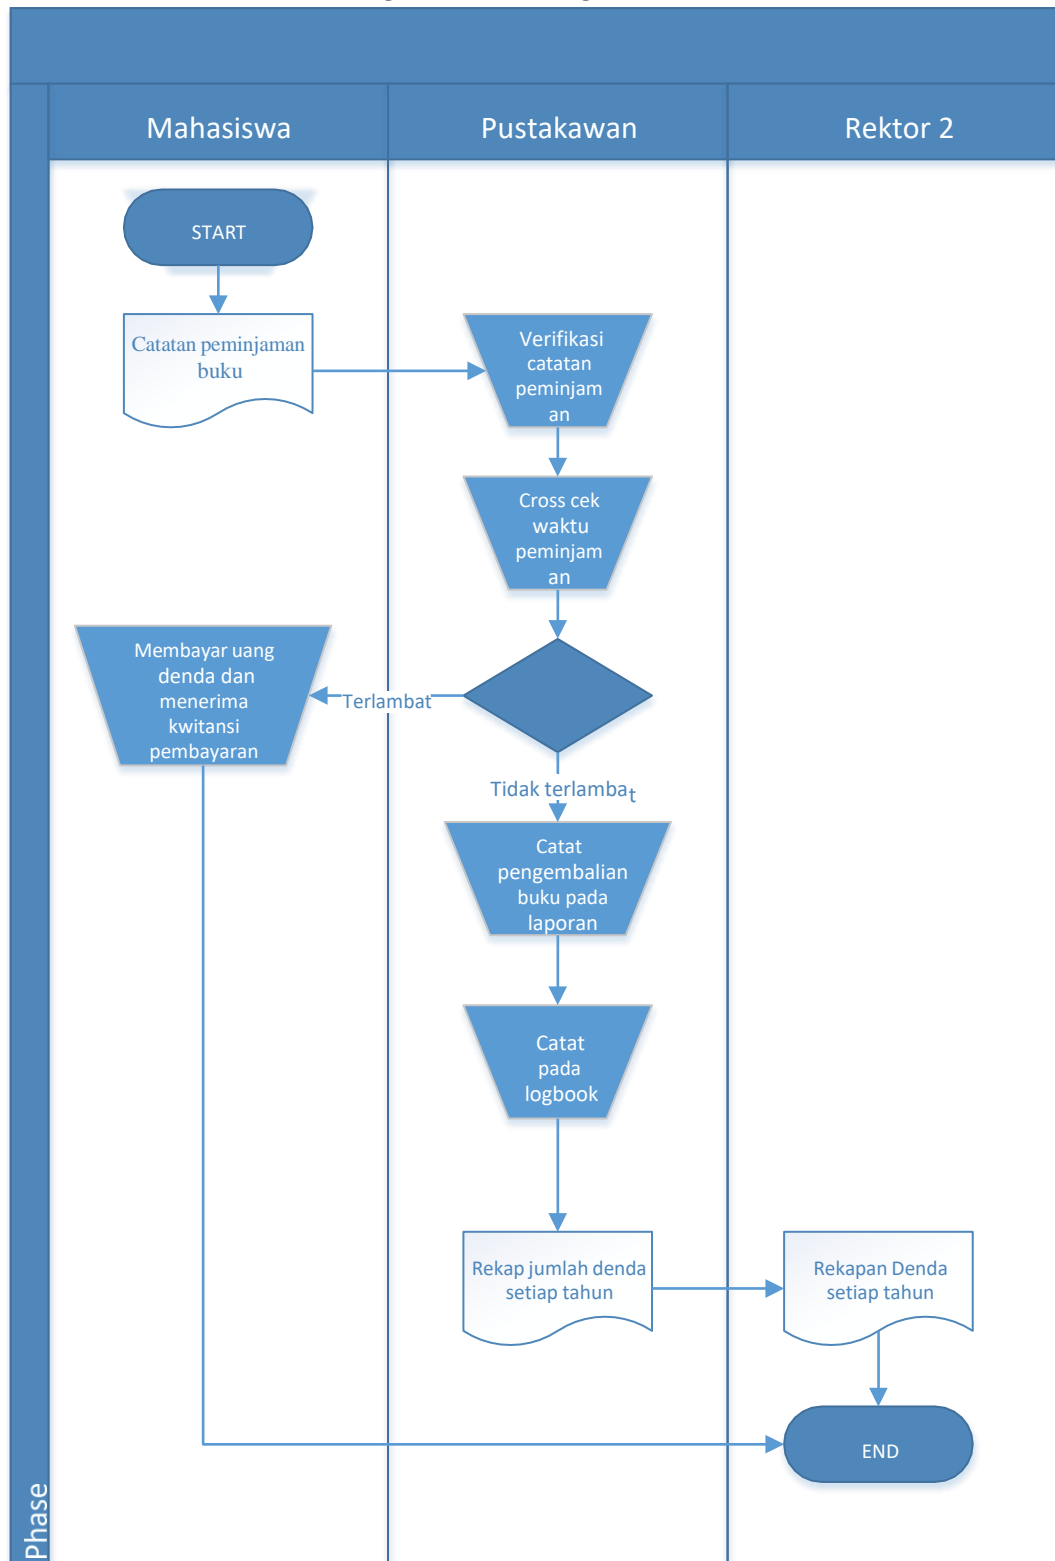 Mahasiswa
Pustakawan
Rektor 2
START
Catatan peminjaman
buku
Verifikasi
catatan
peminjam
an
Cross cek
waktu
peminjam
an
Membayar uang
denda dan
menerima
kwitansi
pembayaran
Terlambat
Tidak terlambat
Catat
pengembalian
buku pada
laporan
Catat
pada
logbook
Rekap jumlah denda
setiap tahun
Rekapan Denda
setiap tahun
END
Phase